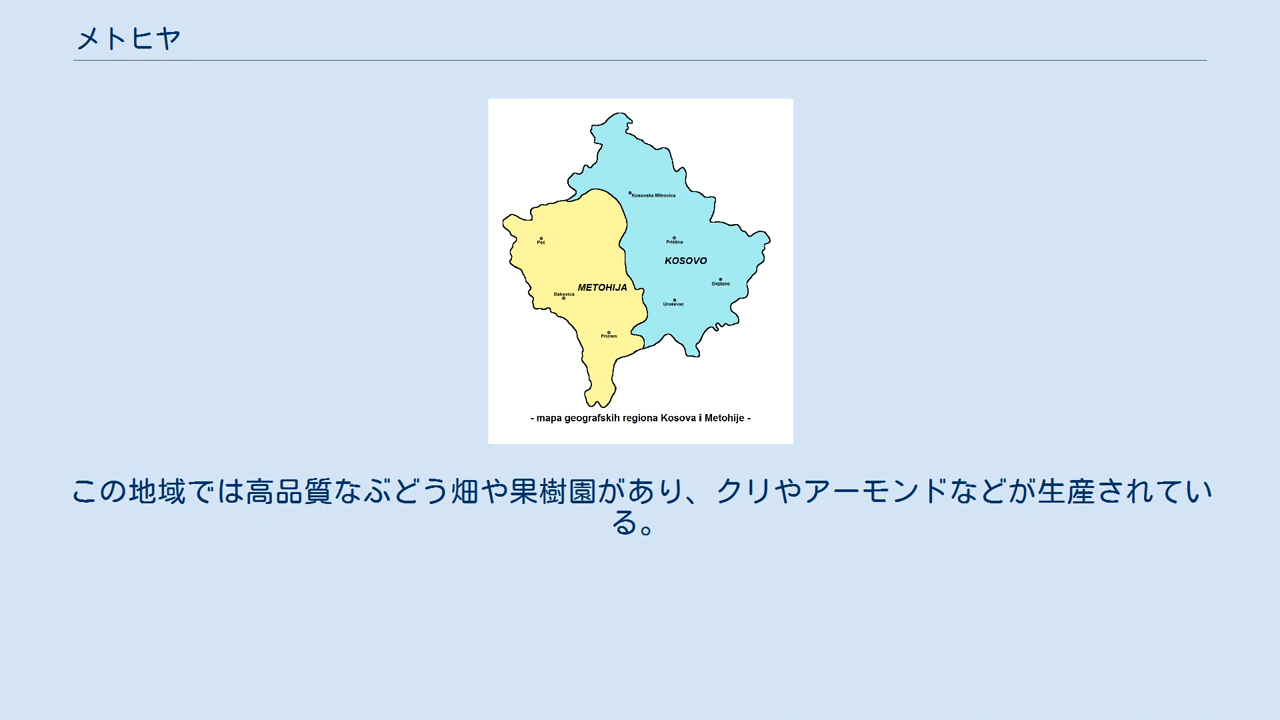 メトヒヤ
Kosovska Mitrovica
Peć
Priština
KOSOVO
Gnjilane
METOHIJA
Đakovica
Uroševac
Prizren
- mapa geografskih regiona Kosova i Metohije -
この地域では高品質なぶどう畑や果樹園があり、クリやアーモンドなどが生産されてい
る。